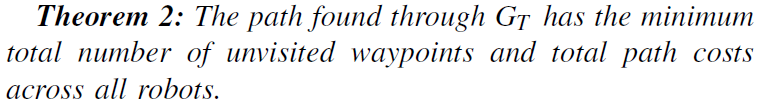 Theorem 2: The path found through G_T has the minimum
total number of unvisited waypoints and total path costs
across all robots.